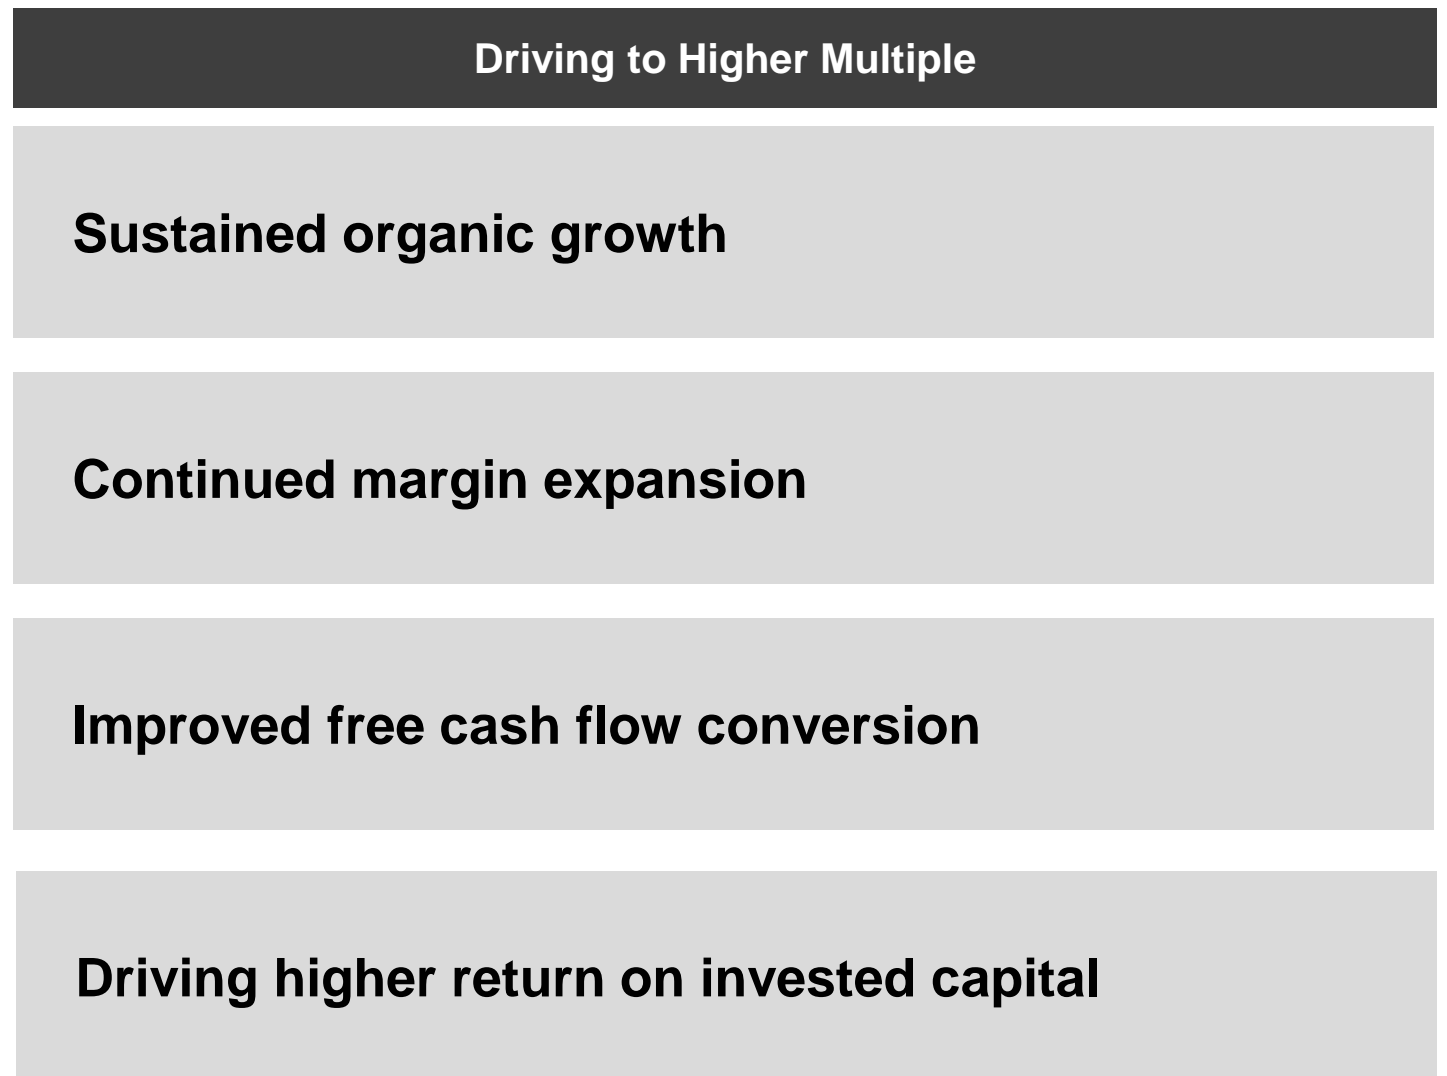 Driving to Higher Multiple
Sustained organic growth
Continued margin expansion
Improved free cash flow conversion
Driving higher return on invested capital